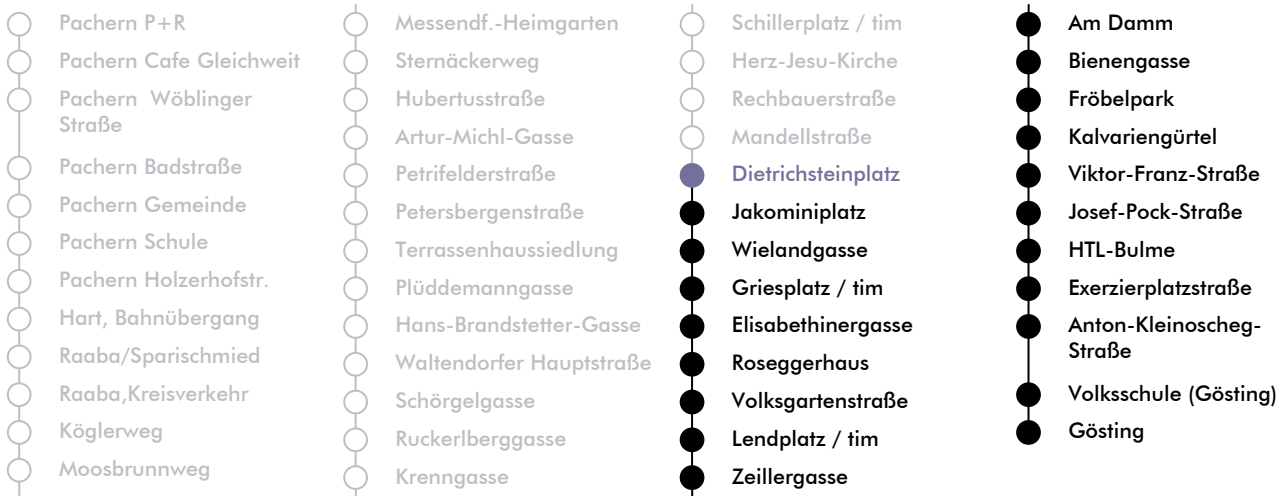 Pachern P+R
Pachern Cafe Gleichweit
Pachern  Wöblinger
Straße
Pachern Badstraße
Pachern Gemeinde
Pachern Schule
Pachern Holzerhofstr.
Hart, Bahnübergang
Raaba/Sparischmied
Raaba,Kreisverkehr
Köglerweg
Moosbrunnweg
Messendf.-Heimgarten
Sternäckerweg
Hubertusstraße
Artur-Michl-Gasse
Petrifelderstraße
Petersbergenstraße
Terrassenhaussiedlung
Plüddemanngasse
Hans-Brandstetter-Gasse
Waltendorfer Hauptstraße
Schörgelgasse
Ruckerlberggasse
Krenngasse
Schillerplatz / tim
Herz-Jesu-Kirche
Rechbauerstraße
Mandellstraße
Dietrichsteinplatz
Jakominiplatz
Wielandgasse
Griesplatz / tim
Elisabethinergasse
Roseggerhaus
Volksgartenstraße
Lendplatz / tim
Zeillergasse
Am Damm
Bienengasse
Fröbelpark
Kalvariengürtel
Viktor-Franz-Straße
Josef-Pock-Straße
HTL-Bulme
Exerzierplatzstraße
Anton-Kleinoscheg-
Straße
Volksschule (Gösting)
Gösting